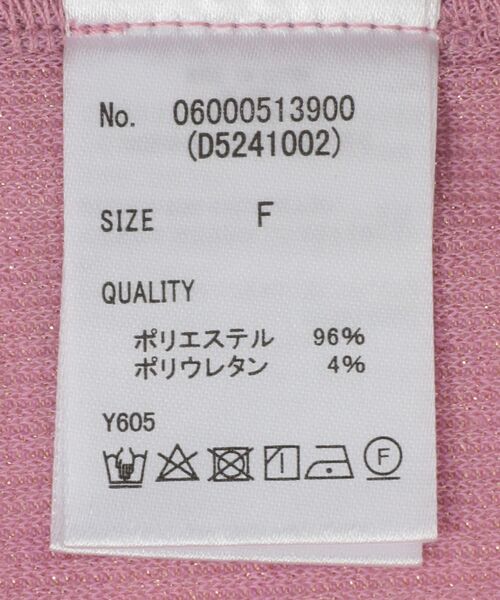 No. 06000513900
(D5241002)
SIZE F
QUALITY
ポリエステル 96%
ポリウレタン 4%
Y605
F